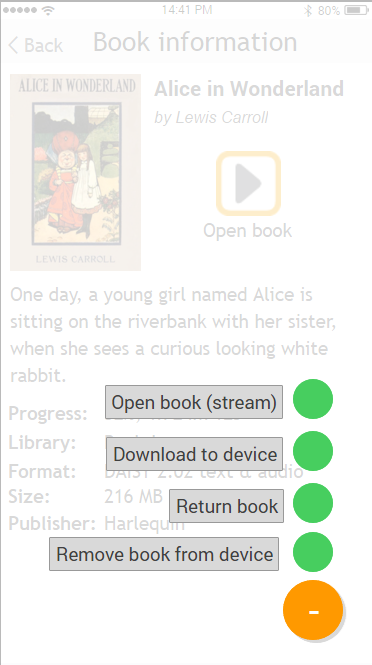 14:41 PM 80%
Back Book information
ALICE IN WONDERLAND
LEWIS CARROLL
Alice in Wonderland
by Lewis Carroll
Open book
One day, a young girl named Alice is
sitting on the riverbank with her sister,
when she sees a curious looking white
rabbit.
Open book (stream)
Progress:
Download to device
Library:
Format: DAISY 2.02 text & audio
Return book
Size: 216 MB
Publisher: Harlequin
Remove book from device
-